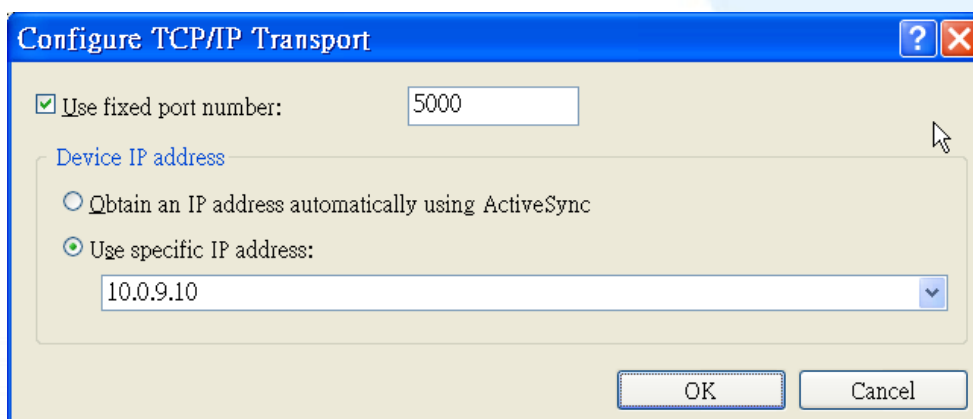 Configure TCP/IP Transport
Use fixed port number: 5000
Device IP address
Obtain an IP address automatically using ActiveSync
Use specific IP address:
10.0.9.10
OK Cancel